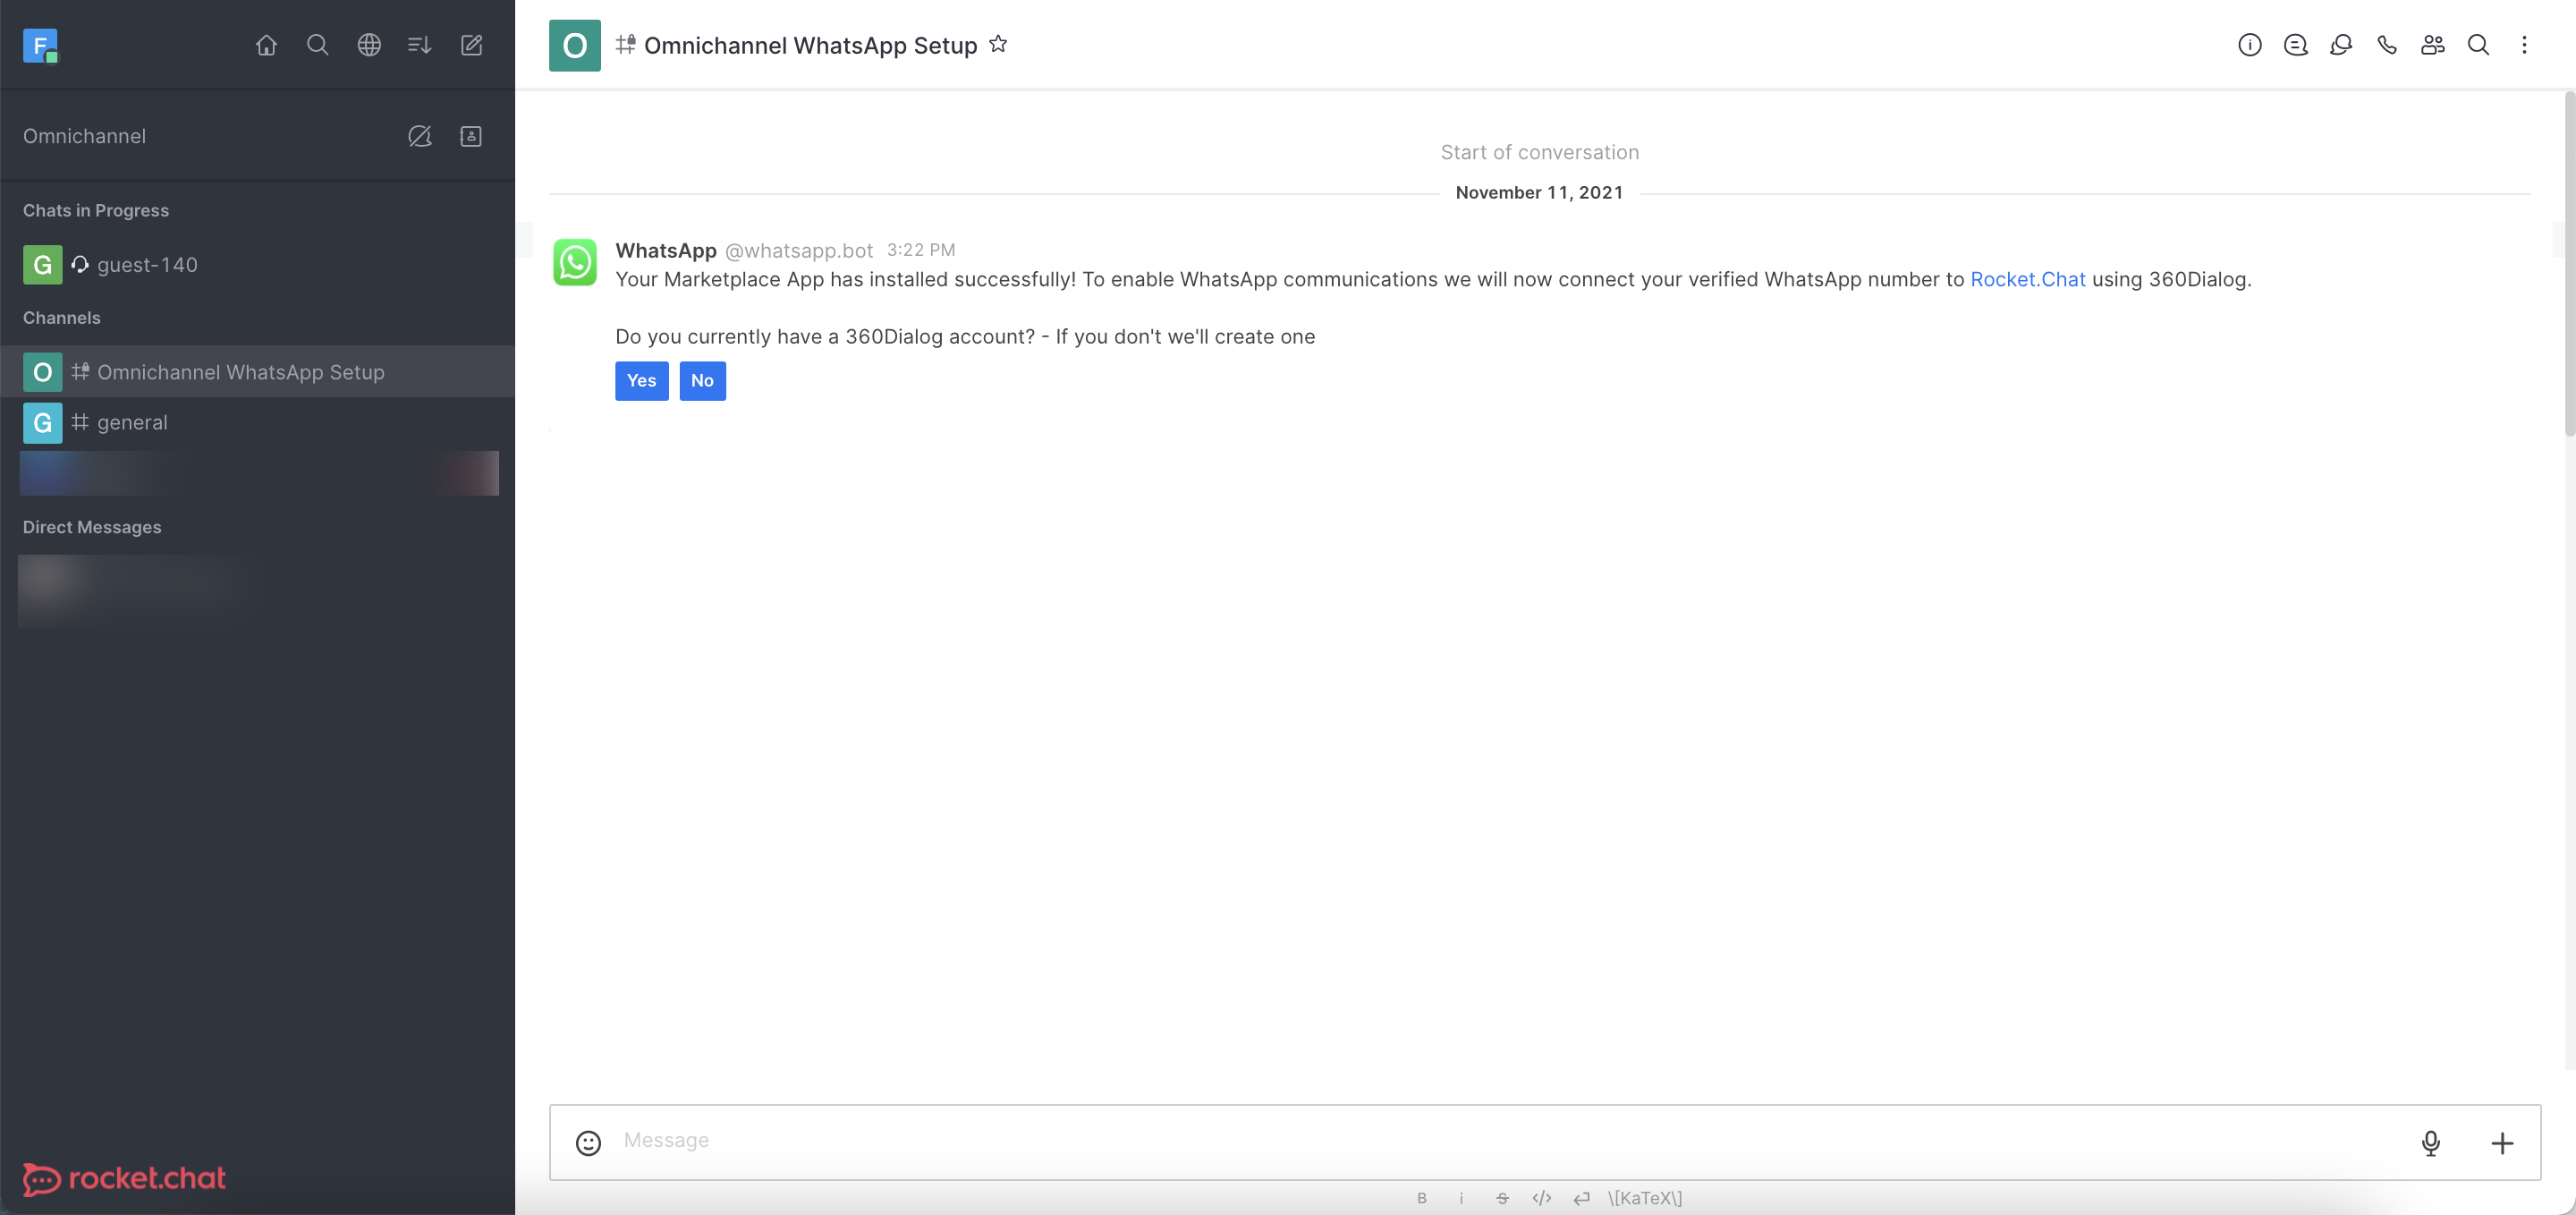 F
Omnichannel
Chats in Progress
G guest-140
Channels
O Omnichannel WhatsApp Setup
G general
Direct Messages
rocket.chat
O Omnichannel WhatsApp Setup
Start of conversation
November 11, 2021
WhatsApp @whatsapp.bot 3:22 PM
Your Marketplace App has installed successfully! To enable WhatsApp communications we will now connect your verified WhatsApp number to Rocket.Chat using 360Dialog.
Do you currently have a 360Dialog account? - If you don't we'll create one
Yes No
Message
B i S </> \[KaTeX\]